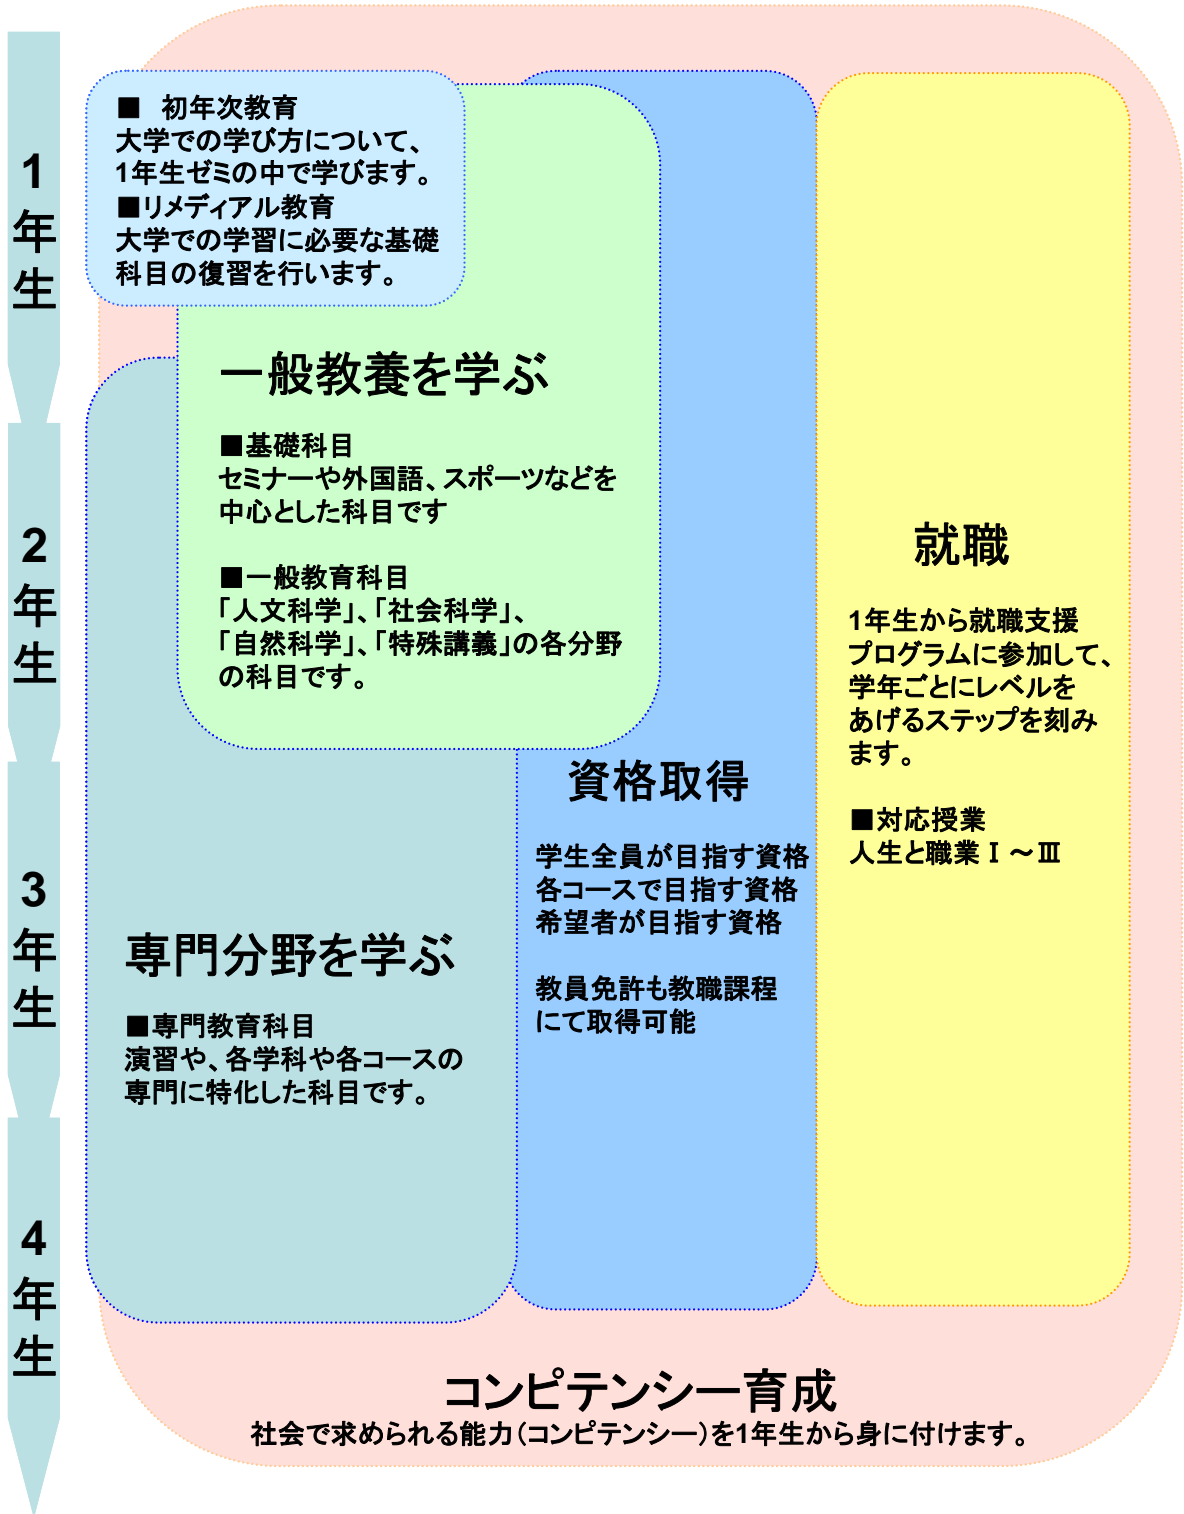 1
年
生
2
年
生
3
年
生
4
年
生
■　初年次教育
大学での学び方について、
1年生ゼミの中で学びます。
■リメディアル教育
大学での学習に必要な基礎
科目の復習を行います。
一般教養を学ぶ
■基礎科目
セミナーや外国語、スポーツなどを
中心とした科目です
■一般教育科目
「人文科学」、「社会科学」、
「自然科学」、「特殊講義」の各分野
の科目です。
専門分野を学ぶ
■専門教育科目
演習や、各学科や各コースの
専門に特化した科目です。
資格取得
学生全員が目指す資格
各コースで目指す資格
希望者が目指す資格
教員免許も教職課程
にて取得可能
就職
1年生から就職支援
プログラムに参加して、
学年ごとにレベルを
あげるステップを刻み
ます。
■対応授業
人生と職業Ⅰ～Ⅲ
コンピテンシー育成
社会で求められる能力（コンピテンシー）を1年生から身に付けます。